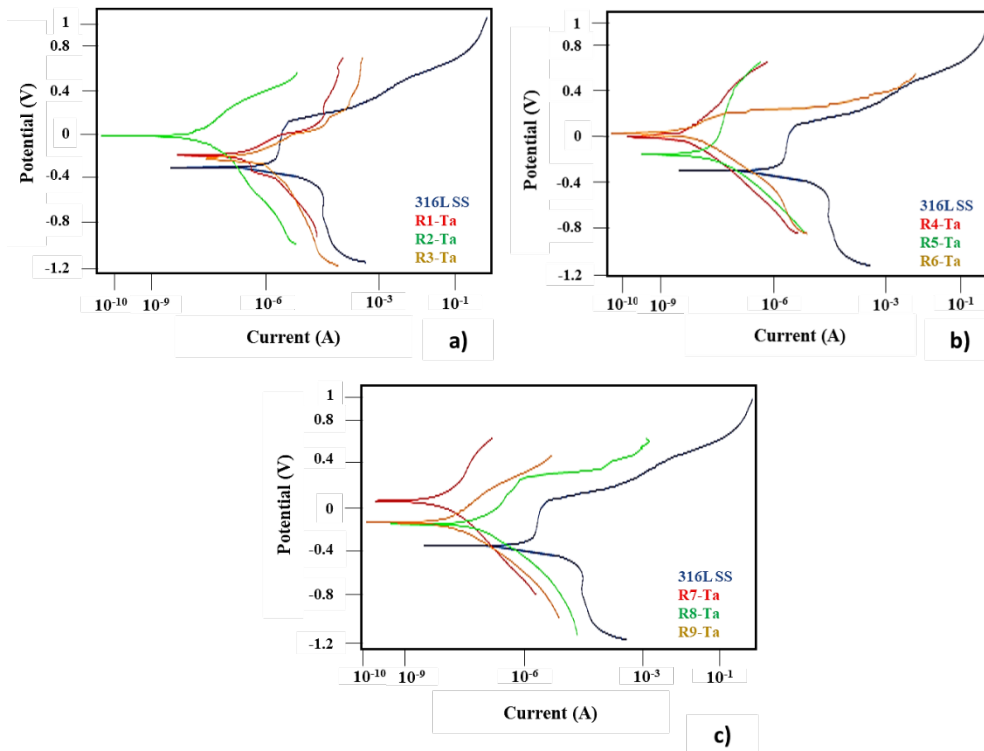 1
0.8
0.4
0
-0.4
-0.8
-1.2
Potential (V)
316L SS
R1-Ta
R2-Ta
R3-Ta
10-10
10-9
10-6
10-3
10-1
Current (A)
a)
1
0.8
0.4
0
-0.4
-0.8
-1.2
Potential (V)
316L SS
R4-Ta
R5-Ta
R6-Ta
10-10
10-9
10-6
10-3
10-1
Current (A)
b)
1
0.8
0.4
0
-0.4
-0.8
-1.2
Potential (V)
316L SS
R7-Ta
R8-Ta
R9-Ta
10-10
10-9
10-6
10-3
10-1
Current (A)
c)